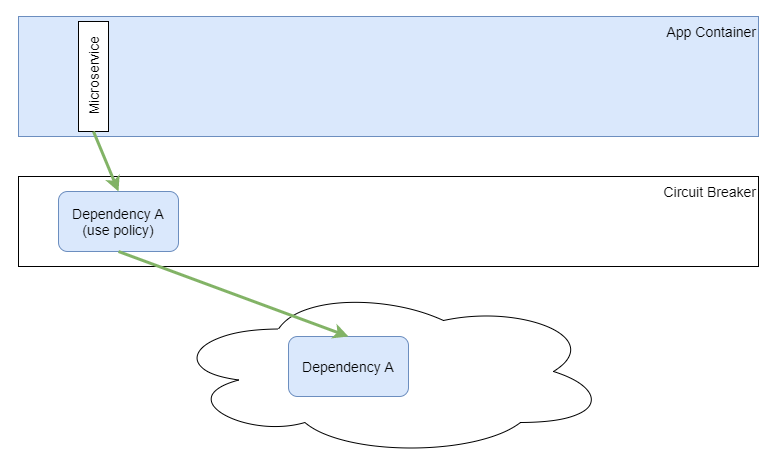 App Container
Microservice
Circuit Breaker
Dependency A
(use policy)
Dependency A